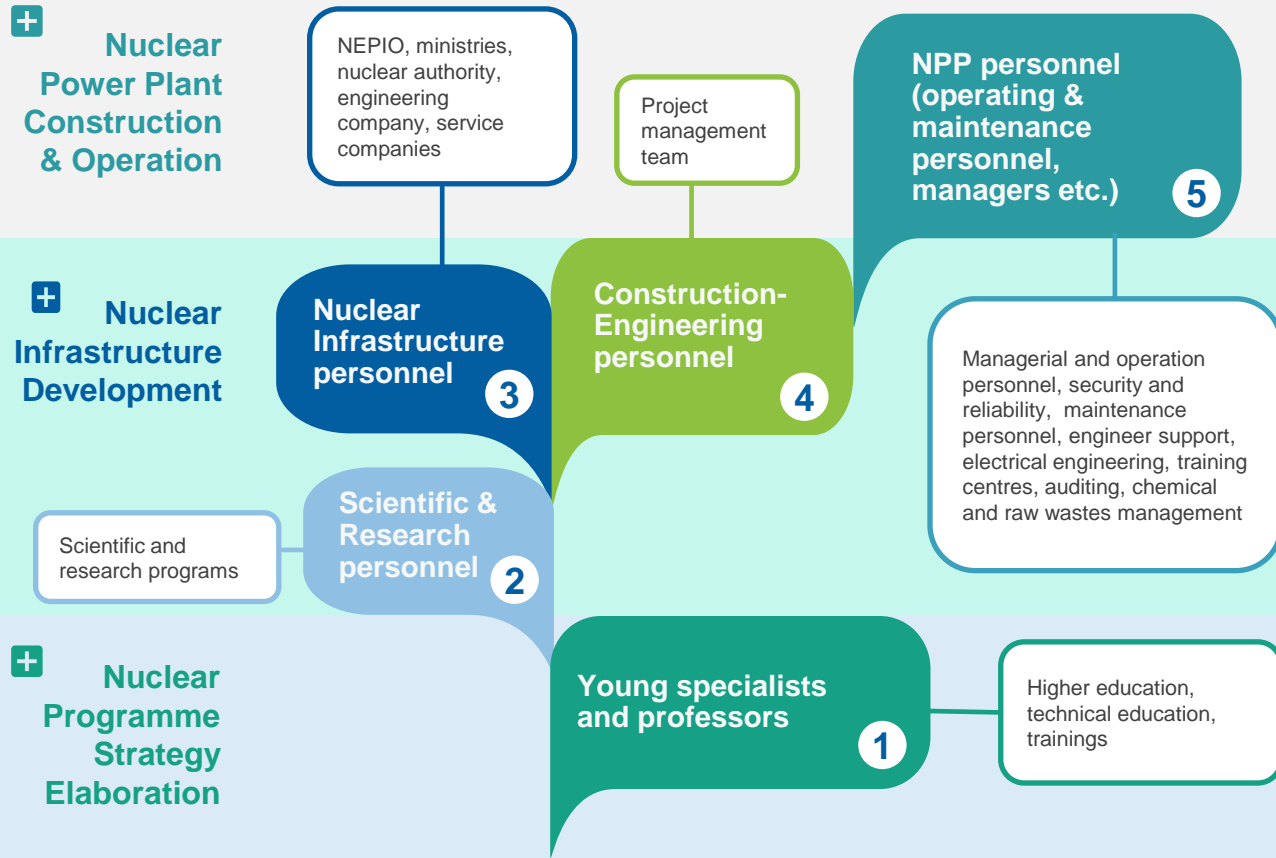 Nuclear
Power Plant
Construction
& Operation
NEPIO, ministries,
nuclear authority,
engineering
company, service
companies
Project
management
team
NPP personnel
(operating &
maintenance
personnel,
managers etc.)
5
Nuclear
Infrastructure
Development
Nuclear
Infrastructure
personnel
3
Construction-
Engineering
personnel
4
Managerial and operation
personnel, security and
reliability, maintenance
personnel, engineer support,
electrical engineering, training
centres, auditing, chemical
and raw wastes management
Scientific and
research programs
Scientific &
Research
personnel
2
Nuclear
Programme
Strategy
Elaboration
Young specialists
and professors
1
Higher education,
technical education,
trainings